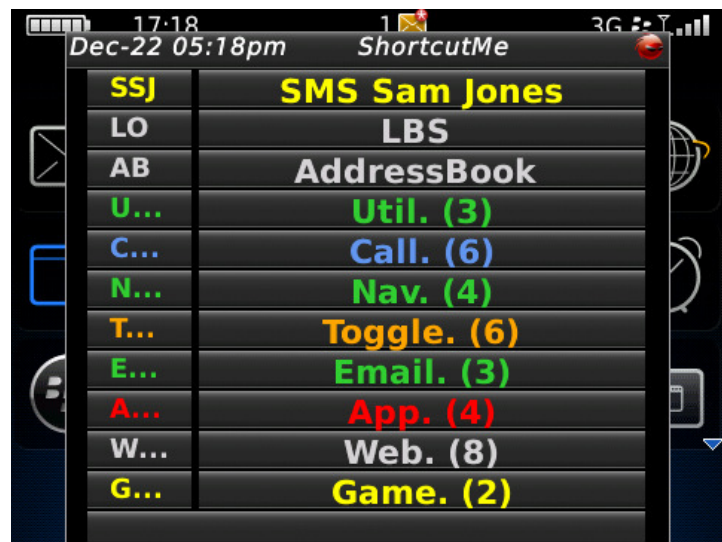 17:18 1 3G
Dec-22 05:18pm ShortcutMe
SSJ SMS Sam Jones
LO LBS
AB AddressBook
U... Util. (3)
C... Call. (6)
N... Nav. (4)
T... Toggle. (6)
E... Email. (3)
A... App. (4)
W... Web. (8)
G... Game. (2)